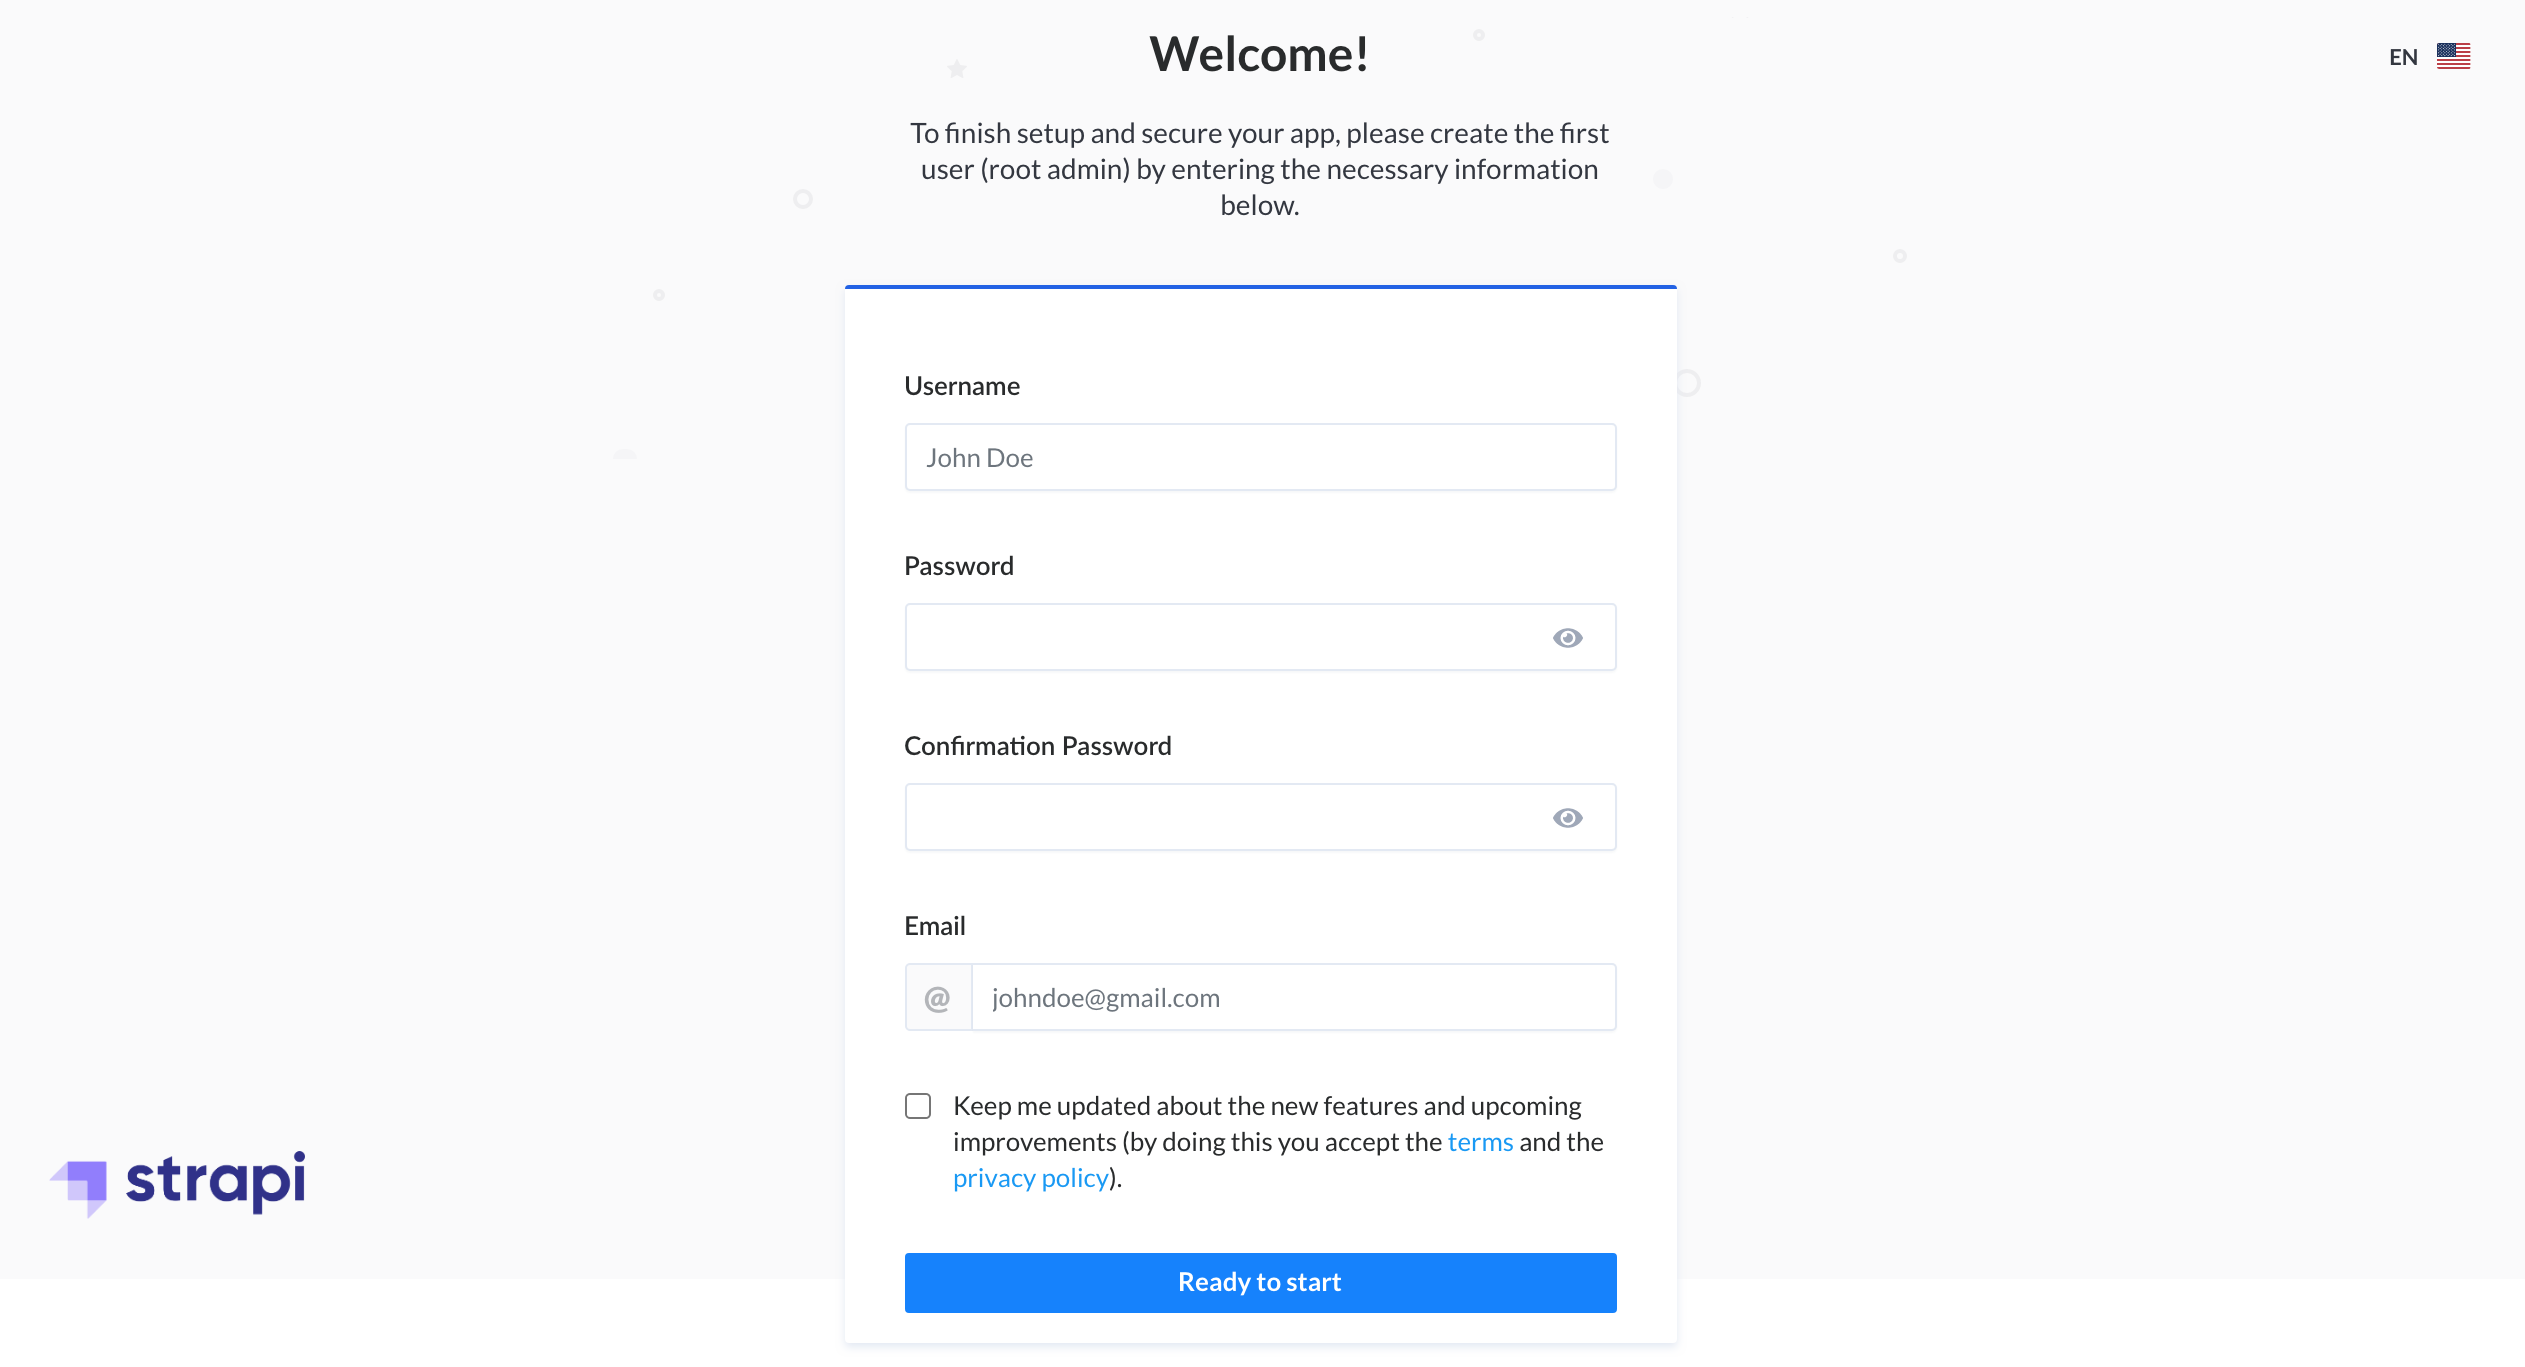 Welcome!
EN
To finish setup and secure your app, please create the first
user (root admin) by entering the necessary information
below.
Username
John Doe
Password
Confirmation Password
Email
@
johndoe@gmail.com
Keep me updated about the new features and upcoming
improvements (by doing this you accept the terms and the
privacy policy).
strapi
Ready to start